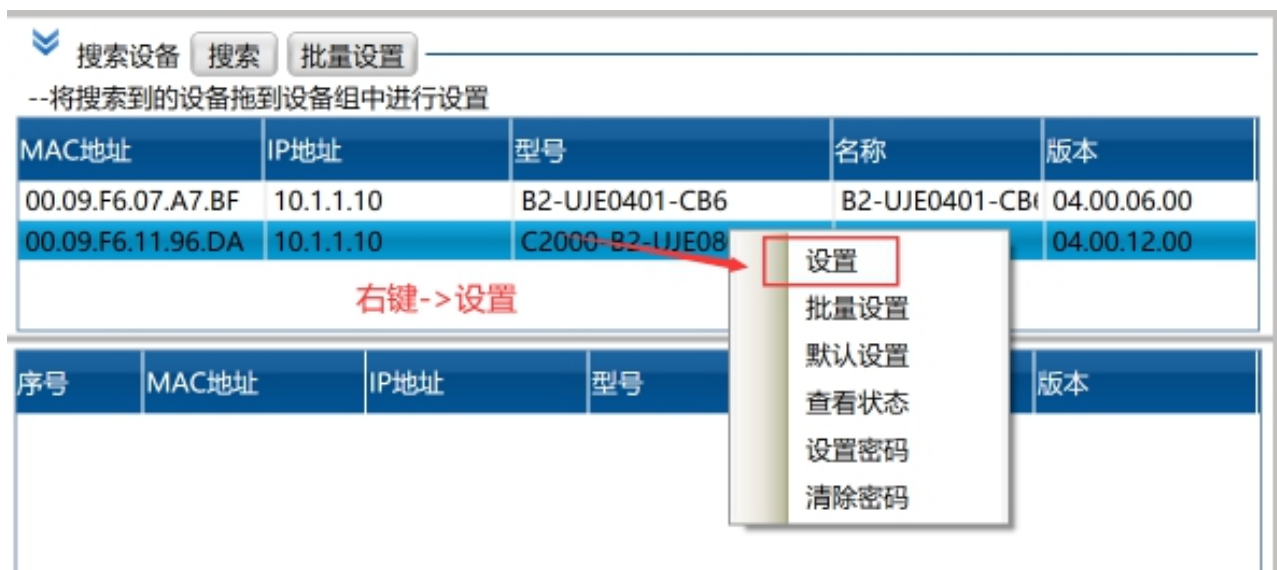 搜索设备 搜索 批量设置
--将搜索到的设备拖到设备组中进行设置
MAC地址 IP地址 型号 名称 版本
00.09.F6.07.A7.BF 10.1.1.10 B2-UJE0401-CB6 B2-UJE0401-CB6 04.00.06.00
00.09.F6.11.96.DA 10.1.1.10 C2000-B2-UJE08 04.00.12.00
设置
右键->设置
批量设置
默认设置
序号 MAC地址 IP地址 型号 版本
查看状态
设置密码
清除密码